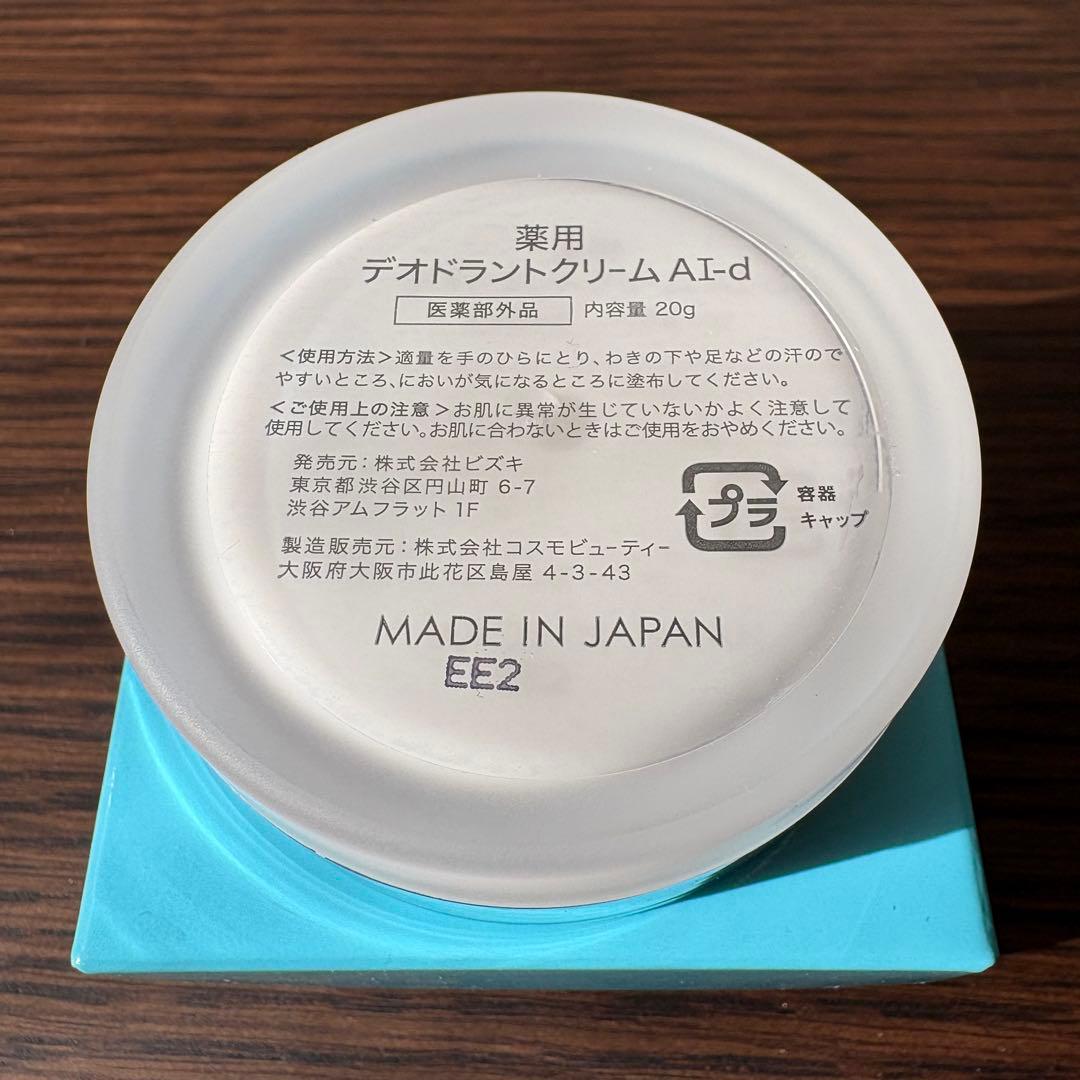 薬用
デオドラントクリーム AI-d
医薬部外品 内容量 20g
＜使用方法＞適量を手のひらにとり、わきの下や足などの汗ので
やすいところ、においが気になるところに塗布してください。
＜ご使用上の注意＞お肌に異常が生じていないかよく注意して
使用してください。お肌に合わないときはご使用をおやめください。
発売元：株式会社ビズキ
東京都渋谷区円山町 6-7
渋谷アムフラット 1F
プラ 容器
キャップ
製造販売元：株式会社コスモビューティー
大阪府大阪市此花区島屋 4-3-43
MADE IN JAPAN
EE2